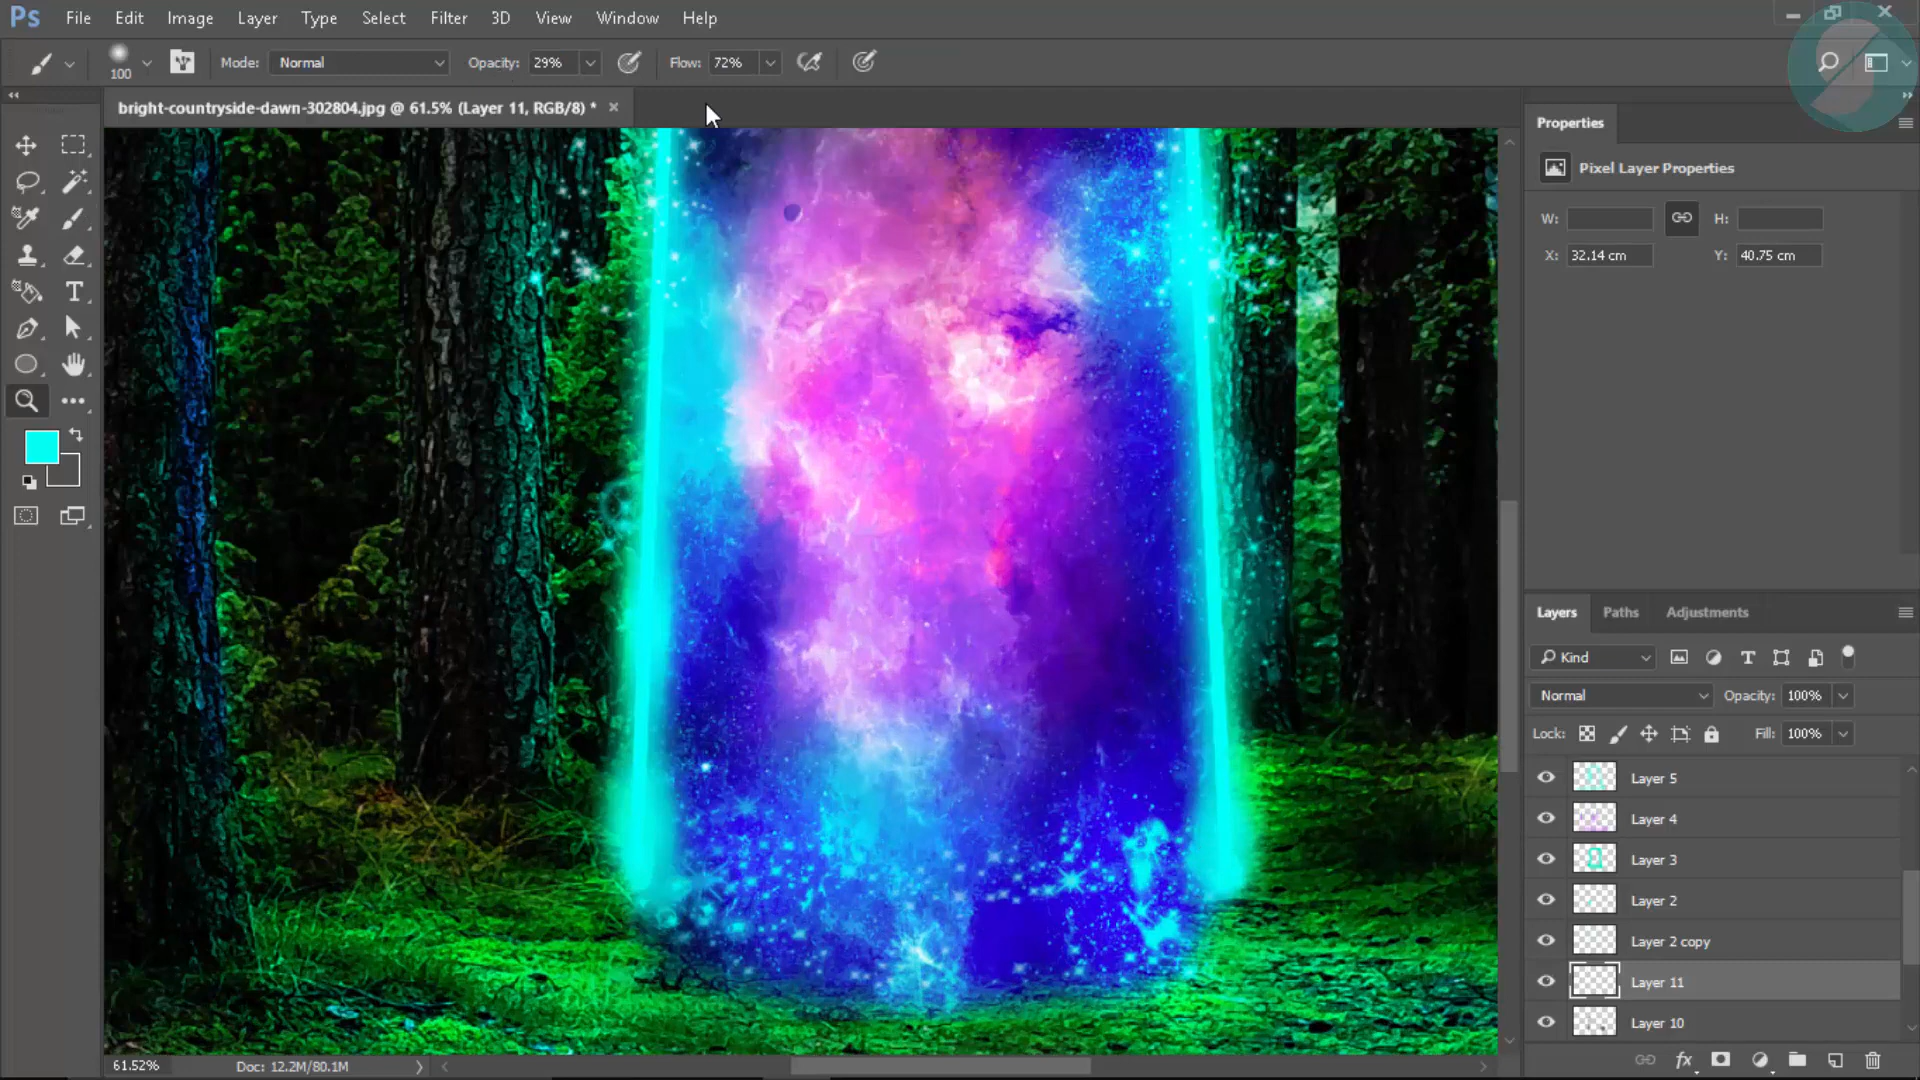 Ps File Edit Image Layer Type Select Filter 3D View Window Help
100 Mode: Normal Opacity: 29% Flow: 72%
bright-countryside-dawn-302804.jpg @ 61.5% (Layer 11, RGB/8) *
Properties
Pixel Layer Properties
W: H:
X: 32.14 cm Y: 40.75 cm
Layers Paths Adjustments
Kind
Normal Opacity: 100%
Lock: Fill: 100%
Layer 5
Layer 4
Layer 3
Layer 2
Layer 2 copy
Layer 11
Layer 10
61.52% Doc: 12.2M/80.1M